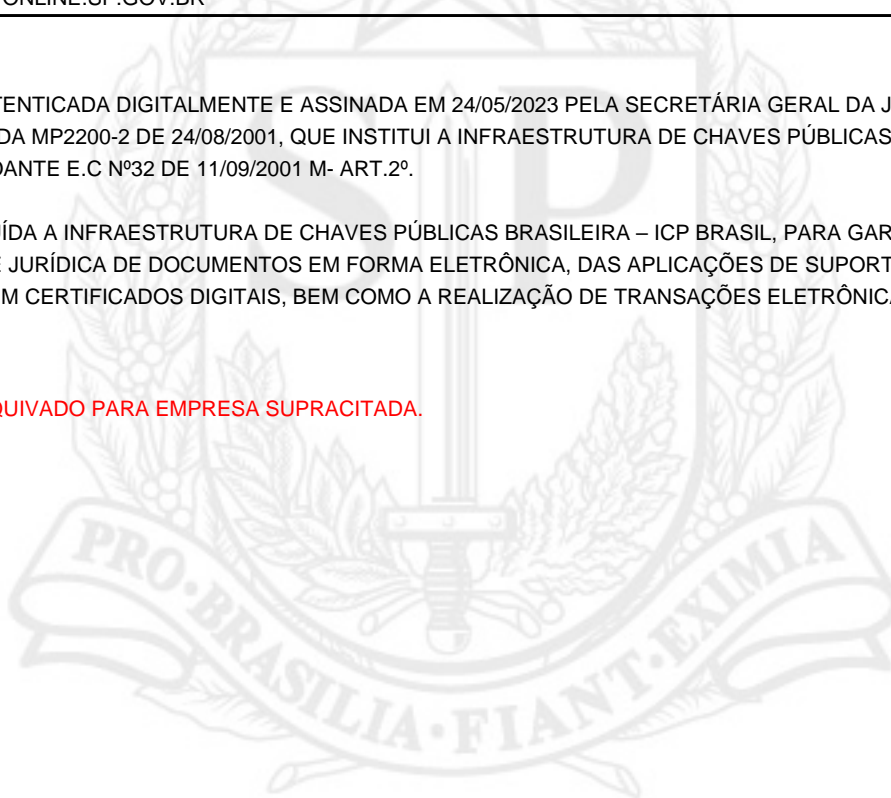 ONLINE.SP.GOV.BR
TENTICADA DIGITALMENTE E ASSINADA EM 24/05/2023 PELA SECRETÁRIA GERAL DA J
DA MP2200-2 DE 24/08/2001, QUE INSTITUI A INFRAESTRUTURA DE CHAVES PÚBLICAS
DANTE E.C Nº32 DE 11/09/2001 M- ART.2º.
ÍDA A INFRAESTRUTURA DE CHAVES PÚBLICAS BRASILEIRA – ICP BRASIL, PARA GAR
E JURÍDICA DE DOCUMENTOS EM FORMA ELETRÔNICA, DAS APLICAÇÕES DE SUPORT
M CERTIFICADOS DIGITAIS, BEM COMO A REALIZAÇÃO DE TRANSAÇÕES ELETRÔNICA
QUIVADO PARA EMPRESA SUPRACITADA.
SP
PRO·BRASILIA·FIANT·EXIMIA